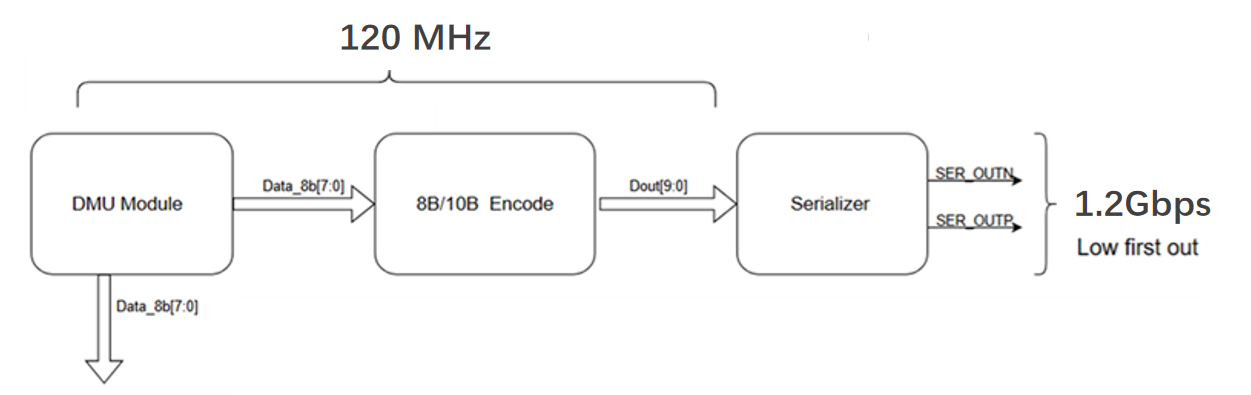 120 MHz
DMU Module
Data_8b[7:0]
8B/10B Encode
Dout[9:0]
Serializer
SER_OUTN
SER_OUTP
1.2Gbps
Low first out
Data_8b[7:0]